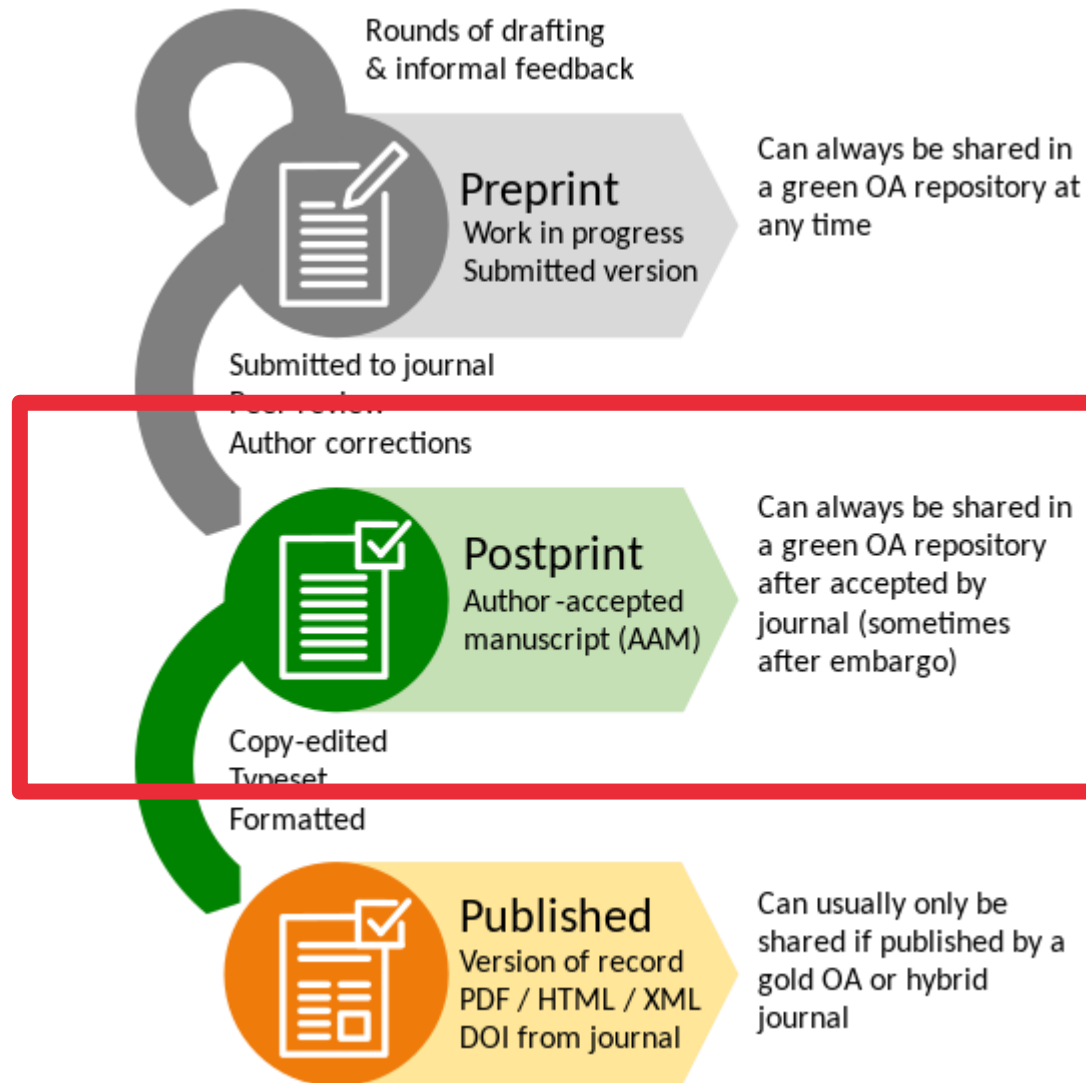 Rounds of drafting
& informal feedback
Preprint
Work in progress
Submitted version
Can always be shared in
a green OA repository at
any time
Submitted to journal
Peer review
Author corrections
Postprint
Author-accepted
manuscript (AAM)
Can always be shared in
a green OA repository
after accepted by
journal (sometimes
after embargo)
Copy-edited
Typeset
Formatted
Published
Version of record
PDF / HTML / XML
DOI from journal
Can usually only be
shared if published by a
gold OA or hybrid
journal